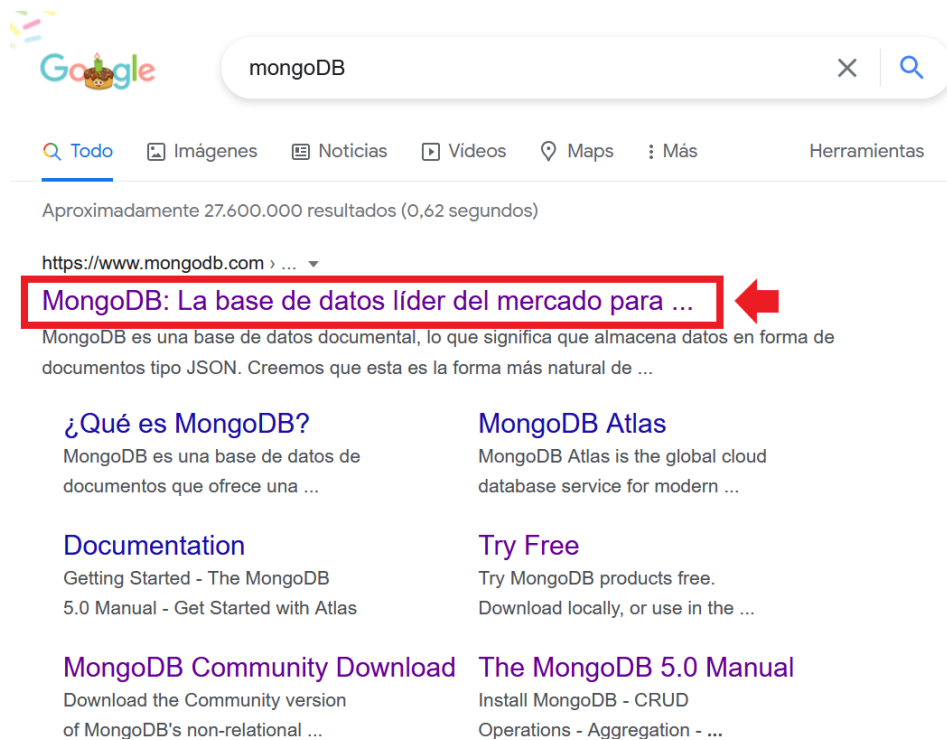 Google
mongoDB
Todo Imágenes Noticias Vídeos Maps Más Herramientas
Aproximadamente 27.600.000 resultados (0,62 segundos)
https://www.mongodb.com › ...
MongoDB: La base de datos líder del mercado para ...
MongoDB es una base de datos documental, lo que significa que almacena datos en forma de
documentos tipo JSON. Creemos que esta es la forma más natural de ...
¿Qué es MongoDB?
MongoDB es una base de datos de
documentos que ofrece una ...
MongoDB Atlas
MongoDB Atlas is the global cloud
database service for modern ...
Documentation
Getting Started - The MongoDB
5.0 Manual - Get Started with Atlas
Try Free
Try MongoDB products free.
Download locally, or use in the ...
MongoDB Community Download
Download the Community version
of MongoDB's non-relational ...
The MongoDB 5.0 Manual
Install MongoDB - CRUD
Operations - Aggregation - ...